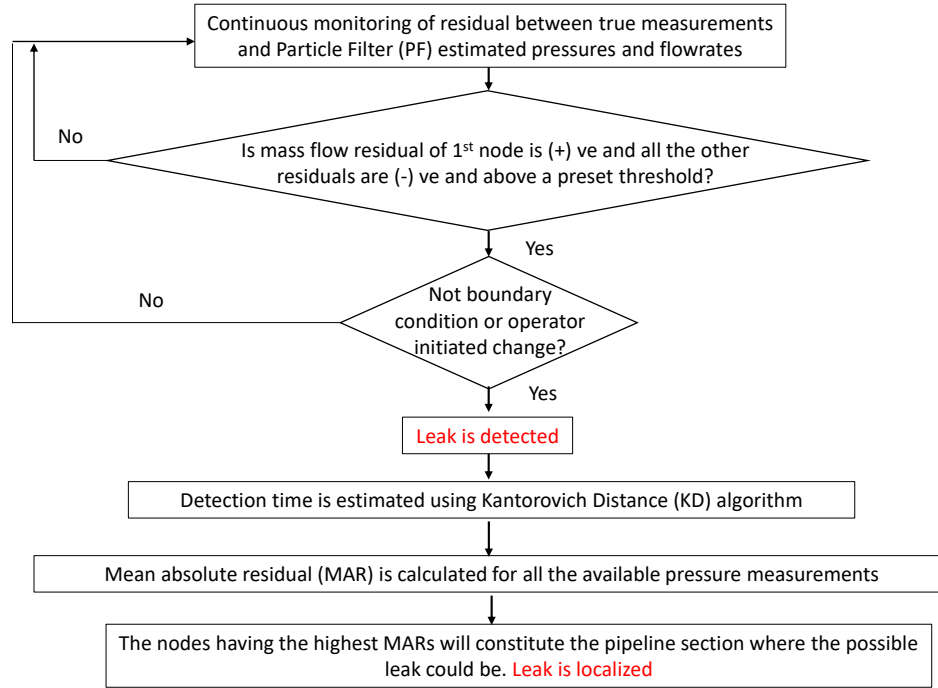 Continuous monitoring of residual between true measurements
and Particle Filter (PF) estimated pressures and flowrates
No
Is mass flow residual of 1st node is (+) ve and all the other
residuals are (-) ve and above a preset threshold?
Yes
No
Not boundary
condition or operator
initiated change?
Yes
Leak is detected
Detection time is estimated using Kantorovich Distance (KD) algorithm
Mean absolute residual (MAR) is calculated for all the available pressure measurements
The nodes having the highest MARs will constitute the pipeline section where the possible
leak could be. Leak is localized